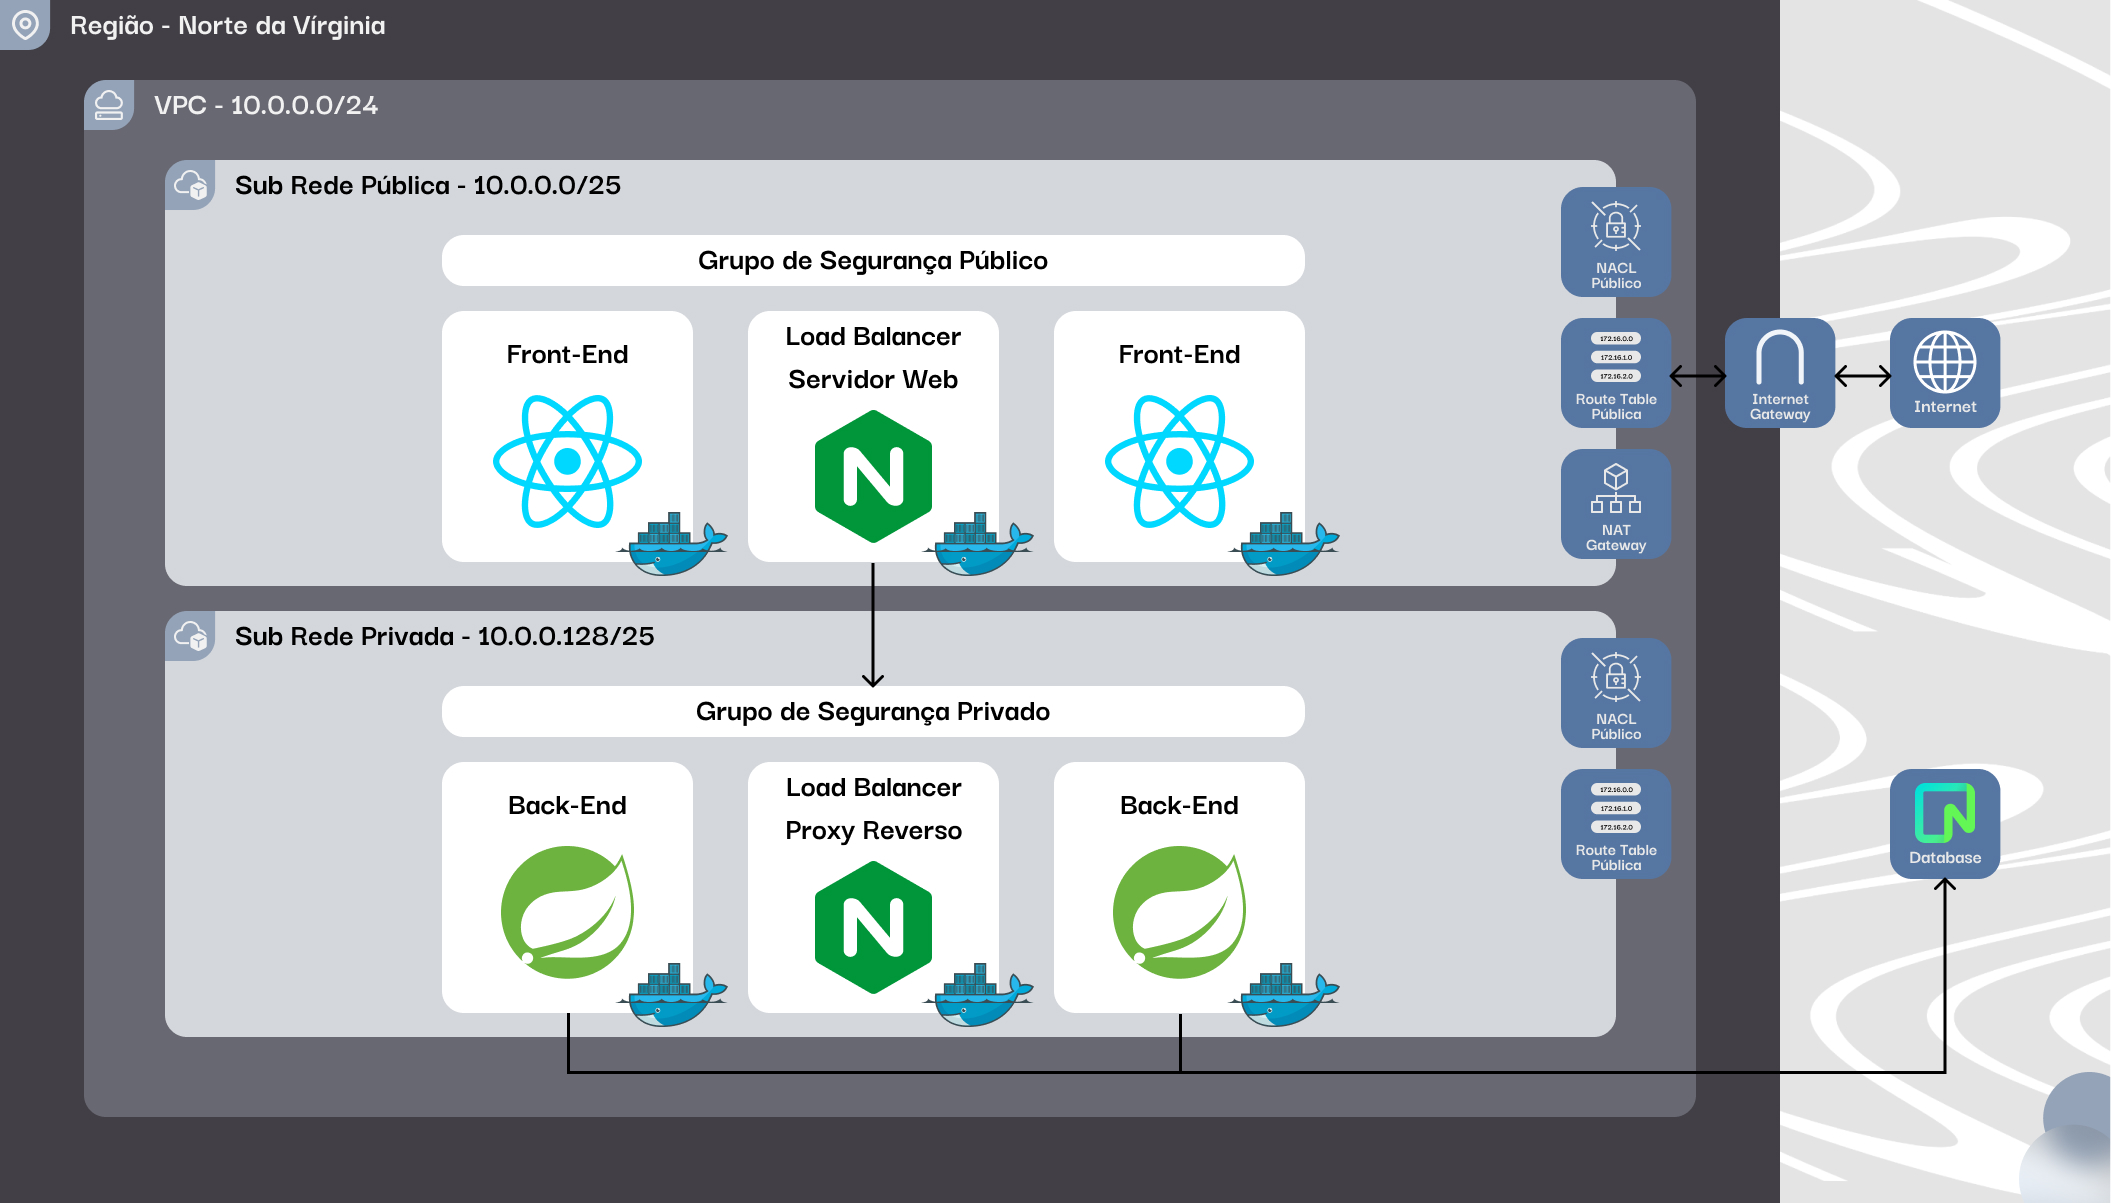 Região - Norte da Vírginia
VPC - 10.0.0.0/24
Sub Rede Pública - 10.0.0.0/25
Grupo de Segurança Público
Front-End
Load Balancer
Servidor Web
Front-End
NACL
Público
172.16.0.0
172.16.1.0
172.16.2.0
Route Table
Pública
Internet
Gateway
Internet
NAT
Gateway
Sub Rede Privada - 10.0.0.128/25
Grupo de Segurança Privado
Back-End
Load Balancer
Proxy Reverso
Back-End
NACL
Público
172.16.0.0
172.16.1.0
172.16.2.0
Route Table
Pública
Database